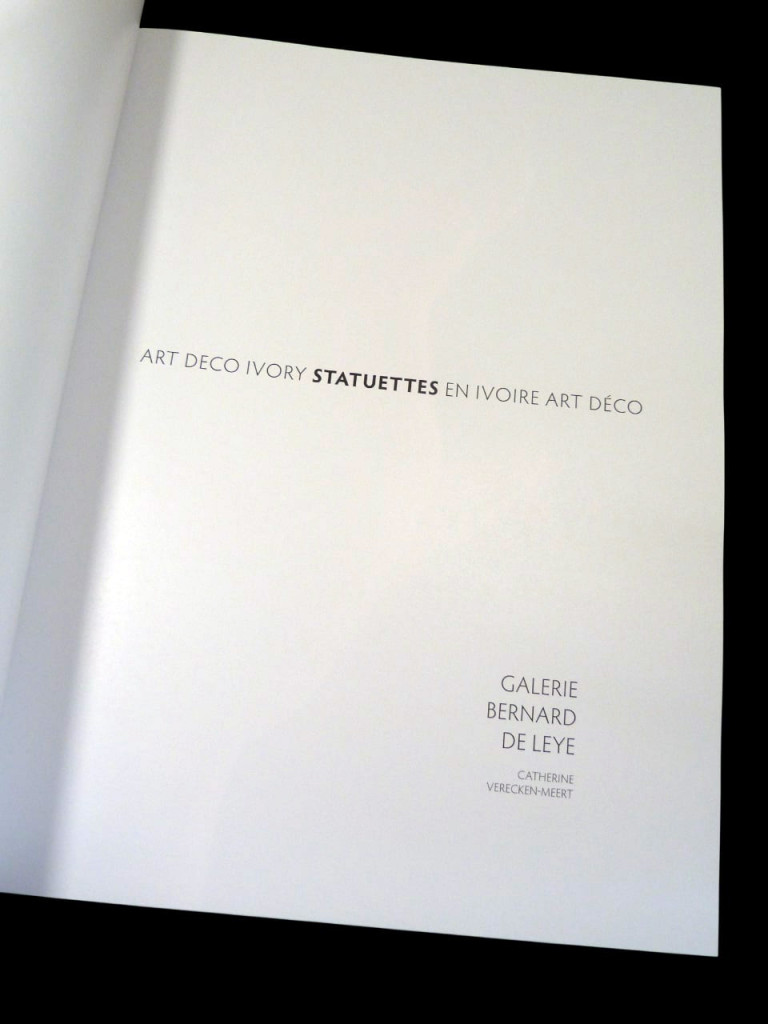 ART DECO IVORY STATUETTES EN IVOIRE ART DÉCO
GALERIE
BERNARD
DE LEYE
CATHERINE
VERECKEN-MEERT